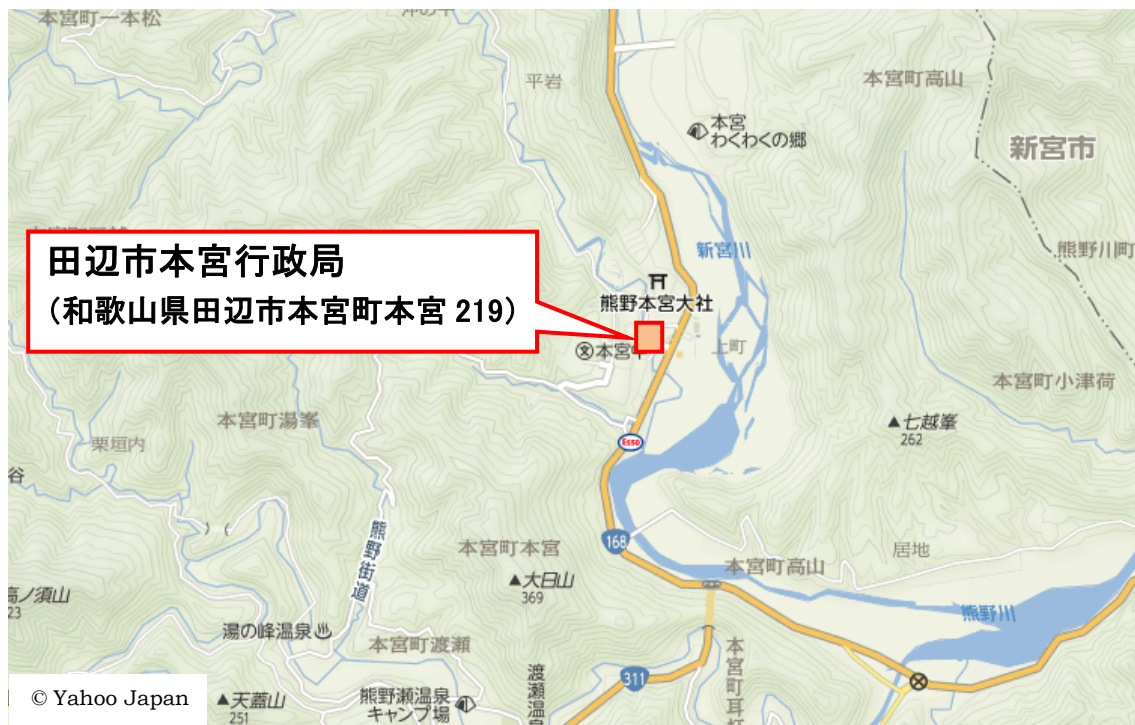 本宮町一本松
平岩
本宮町高山
本宮
わくわくの郷
新宮市
田辺市本宮行政局
(和歌山県田辺市本宮町本宮 219)
新宮川
熊野川町
熊野本宮大社
文本宮中
上町
本宮町小津荷
▲七越峯
262
本宮町湯峯
栗垣内
Esso
谷
熊野街道
168
本宮町本宮
居地
本宮町高山
▲大日山
369
高ノ須山
23
熊野川
湯の峰温泉
本宮町渡瀬
311
© Yahoo Japan
▲天蓋山
251
熊野瀬温泉
キャンプ場
渡瀬温泉
本宮町耳打